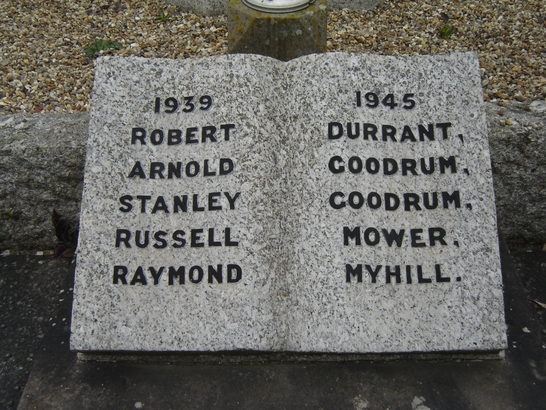 1939 1945
ROBERT DURRANT.
ARNOLD GOODRUM.
STANLEY GOODRUM.
RUSSELL MOWER.
RAYMOND MYHILL.